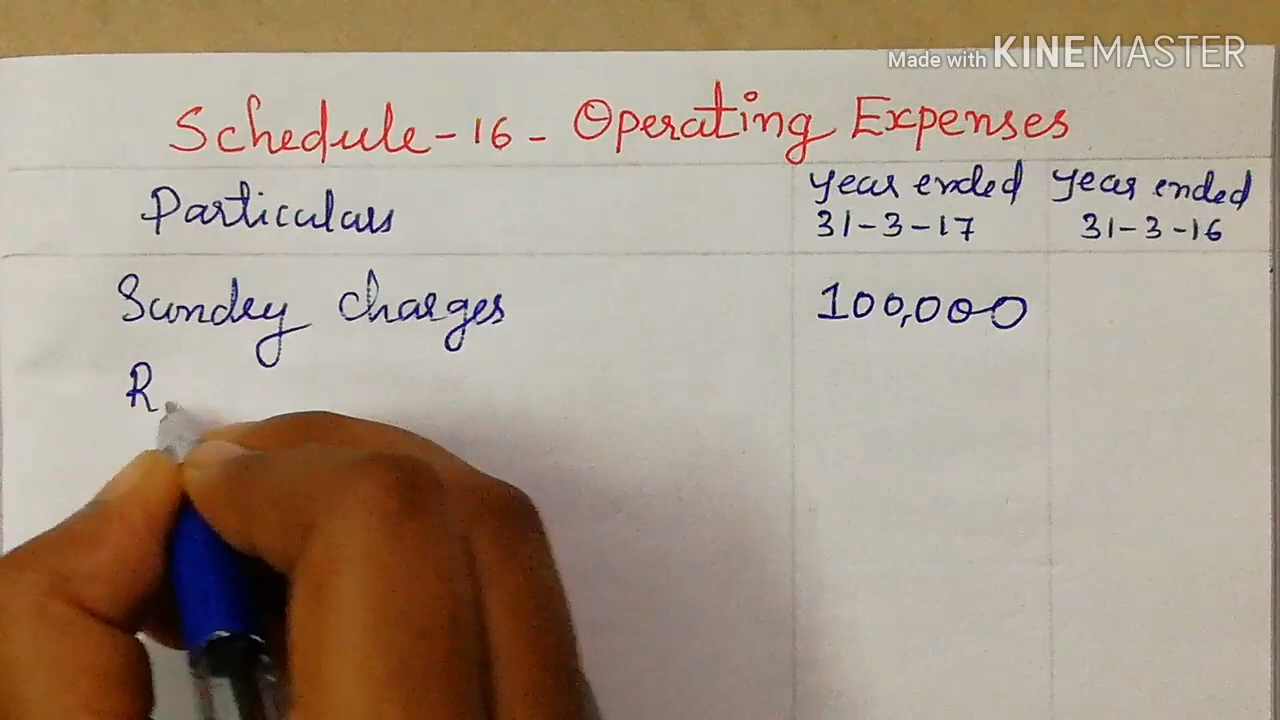 Made with KINEMASTER
Schedule-16 - Operating Expenses
Particulars
Year ended
31-3-17
Year ended
31-3-16
Sundry charges 100,000
R